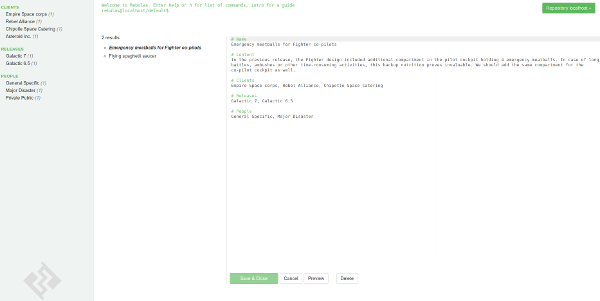 CLIENTS
Empire Space corps (1)
Rebel Alliance (1)
Chipotle Space Catering (1)
Asteroid Inc. (1)
RELEASES
Galactic 7 (1)
Galactic 6.5 (1)
PEOPLE
General Specific (1)
Major Disaster (1)
Private Public (1)
Welcome to Nebulas. Enter help or h for list of commands, intro for a guide
nebulas@localhost/default$
Repository localhost
2 results
Emergency meatballs for Fighter co-pilots
Flying spaghetti saucer
# Name
Emergency meatballs for Fighter co-pilots
# Content
In the previous release, the Fighter design included additional compartment in the pilot cockpit holding 4 emergency meatballs. In case of long
battles, ambushes or other time-consuming activities, this backup nutrition proves invaluable. We should add the same compartment for the
co-pilot cockpit as well.
# Clients
Empire Space corps, Rebel Alliance, Chipotle Space Catering
# Releases
Galactic 7, Galactic 6.5
# People
General Specific, Major Disaster
Save & Close
Cancel
Preview
Delete